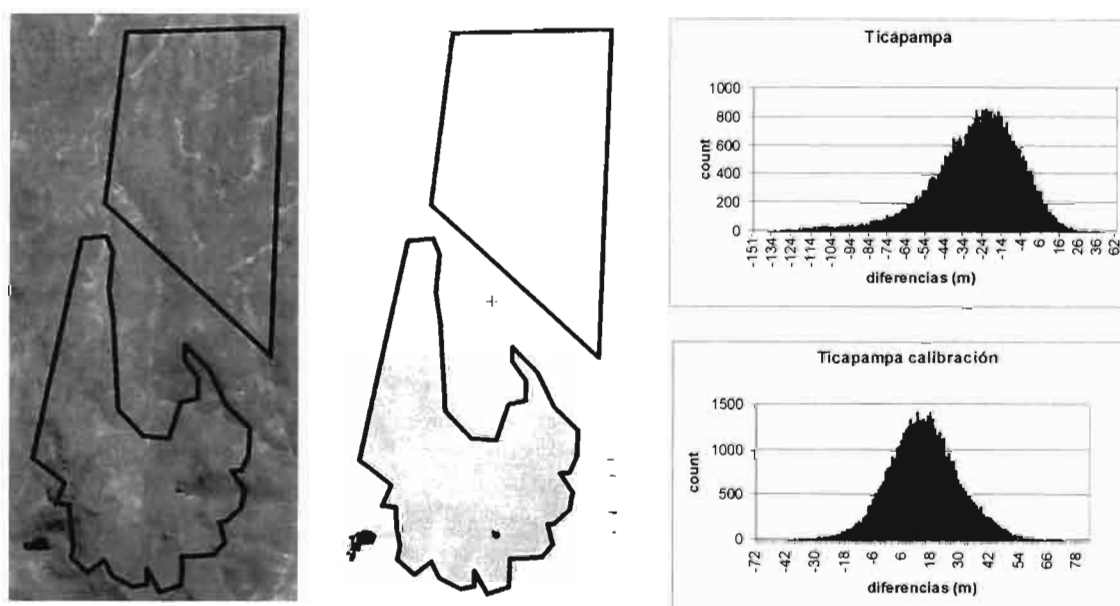 Ticapampa
1000
800
600
400
200
0
count
-151 -134 -124 -114 -104 -94 -84 -74 -64 -54 -44 -34 -24 -14 -4 6 16 26 36 62
diferencias (m)
Ticapampa calibración
1500
1000
500
0
count
-72 -42 -30 -18 -6 6 18 30 42 54 66 78
diferencias (m)